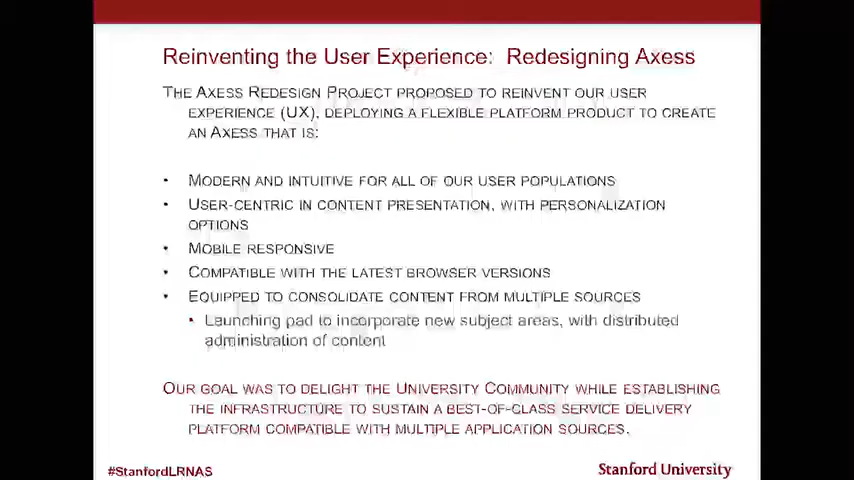 Reinventing the User Experience: Redesigning Axess
The Axess Redesign Project proposed to reinvent our user
experience (UX), deploying a flexible platform product to create
an Axess that is:
• Modern and intuitive for all of our user populations
• User-centric in content presentation, with personalization
options
• Mobile responsive
• Compatible with the latest browser versions
• Equipped to consolidate content from multiple sources
• Launching pad to incorporate new subject areas, with distributed
administration of content
Our goal was to delight the University Community while establishing
the infrastructure to sustain a best-of-class service delivery
platform compatible with multiple application sources.
#StanfordLRNAS
Stanford University